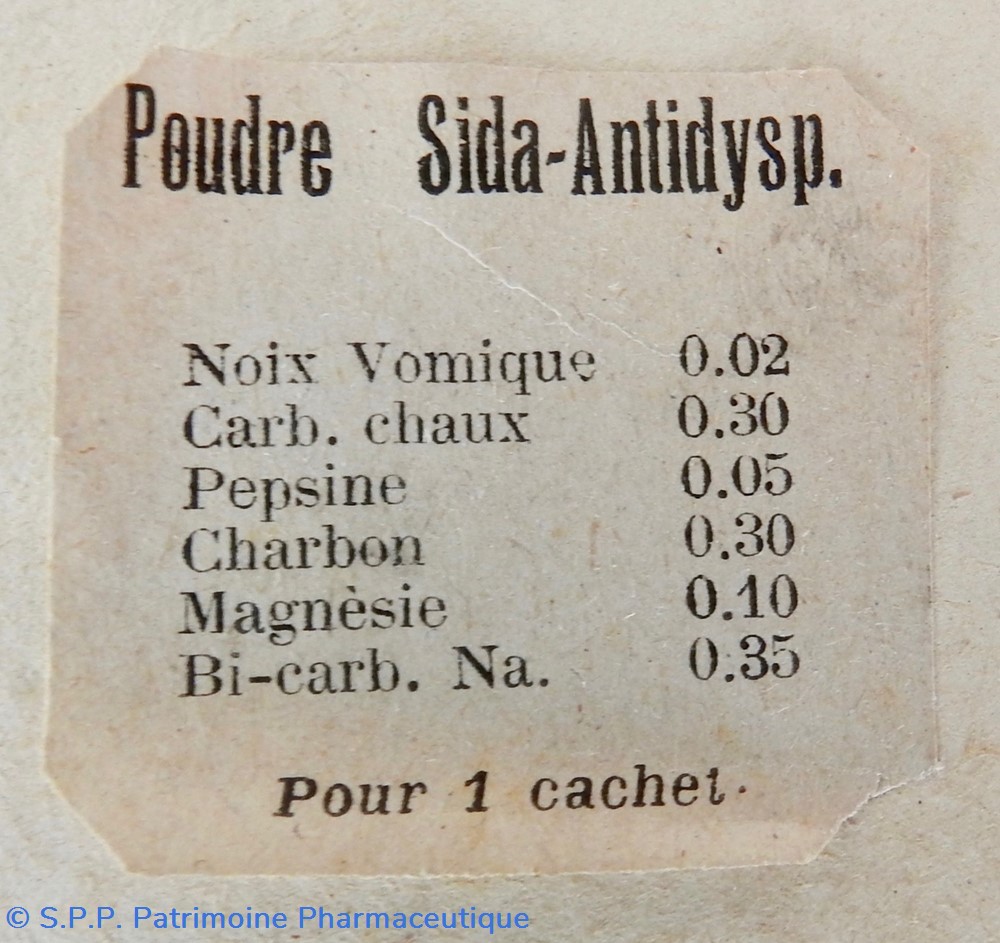 Poudre Sida-Antidysp.
Noix Vomique 0.02
Carb. chaux 0.30
Pepsine 0.05
Charbon 0.30
Magnèsie 0.10
Bi-carb. Na. 0.35
Pour 1 cachet.
© S.P.P. Patrimoine Pharmaceutique